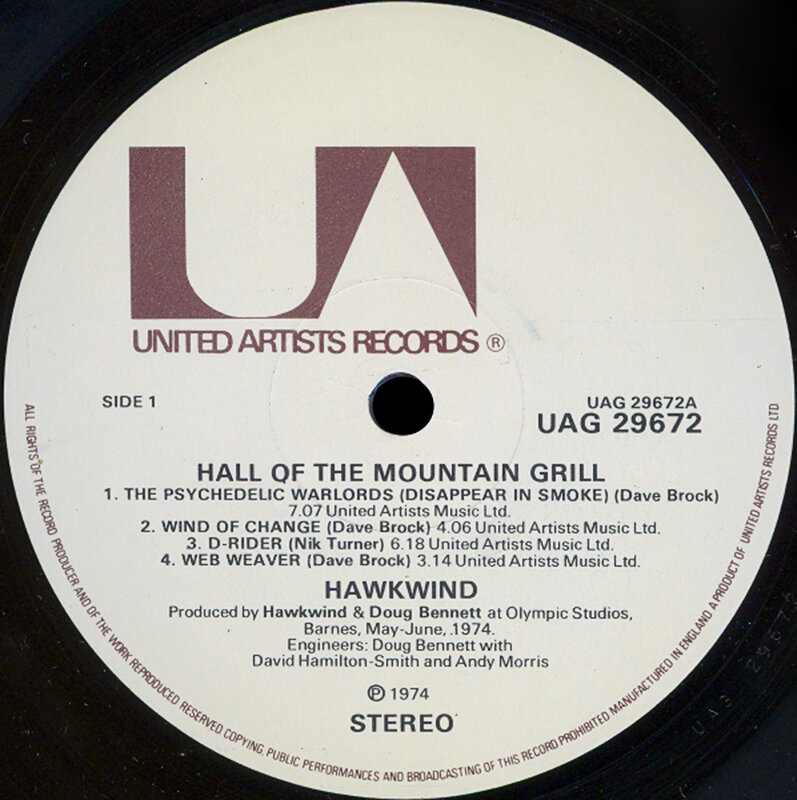 UA
UNITED ARTISTS RECORDS ®
SIDE 1
UAG 29672A
UAG 29672
HALL OF THE MOUNTAIN GRILL
1. THE PSYCHEDELIC WARLORDS (DISAPPEAR IN SMOKE) (Dave Brock)
7.07 United Artists Music Ltd.
2. WIND OF CHANGE (Dave Brock) 4.06 United Artists Music Ltd.
3. D-RIDER (Nik Turner) 6.18 United Artists Music Ltd.
4. WEB WEAVER (Dave Brock) 3.14 United Artists Music Ltd.
HAWKWIND
Produced by Hawkwind & Doug Bennett at Olympic Studios,
Barnes, May-June, 1974.
Engineers: Doug Bennett with
David Hamilton-Smith and Andy Morris
℗ 1974
STEREO
ALL RIGHTS OF THE RECORD PRODUCER AND OF THE WORK REPRODUCED RESERVED COPYING, PUBLIC PERFORMANCES AND BROADCASTING OF THIS RECORD PROHIBITED MANUFACTURED IN ENGLAND A PRODUCT OF UNITED ARTISTS RECORDS LTD
UAG 2967